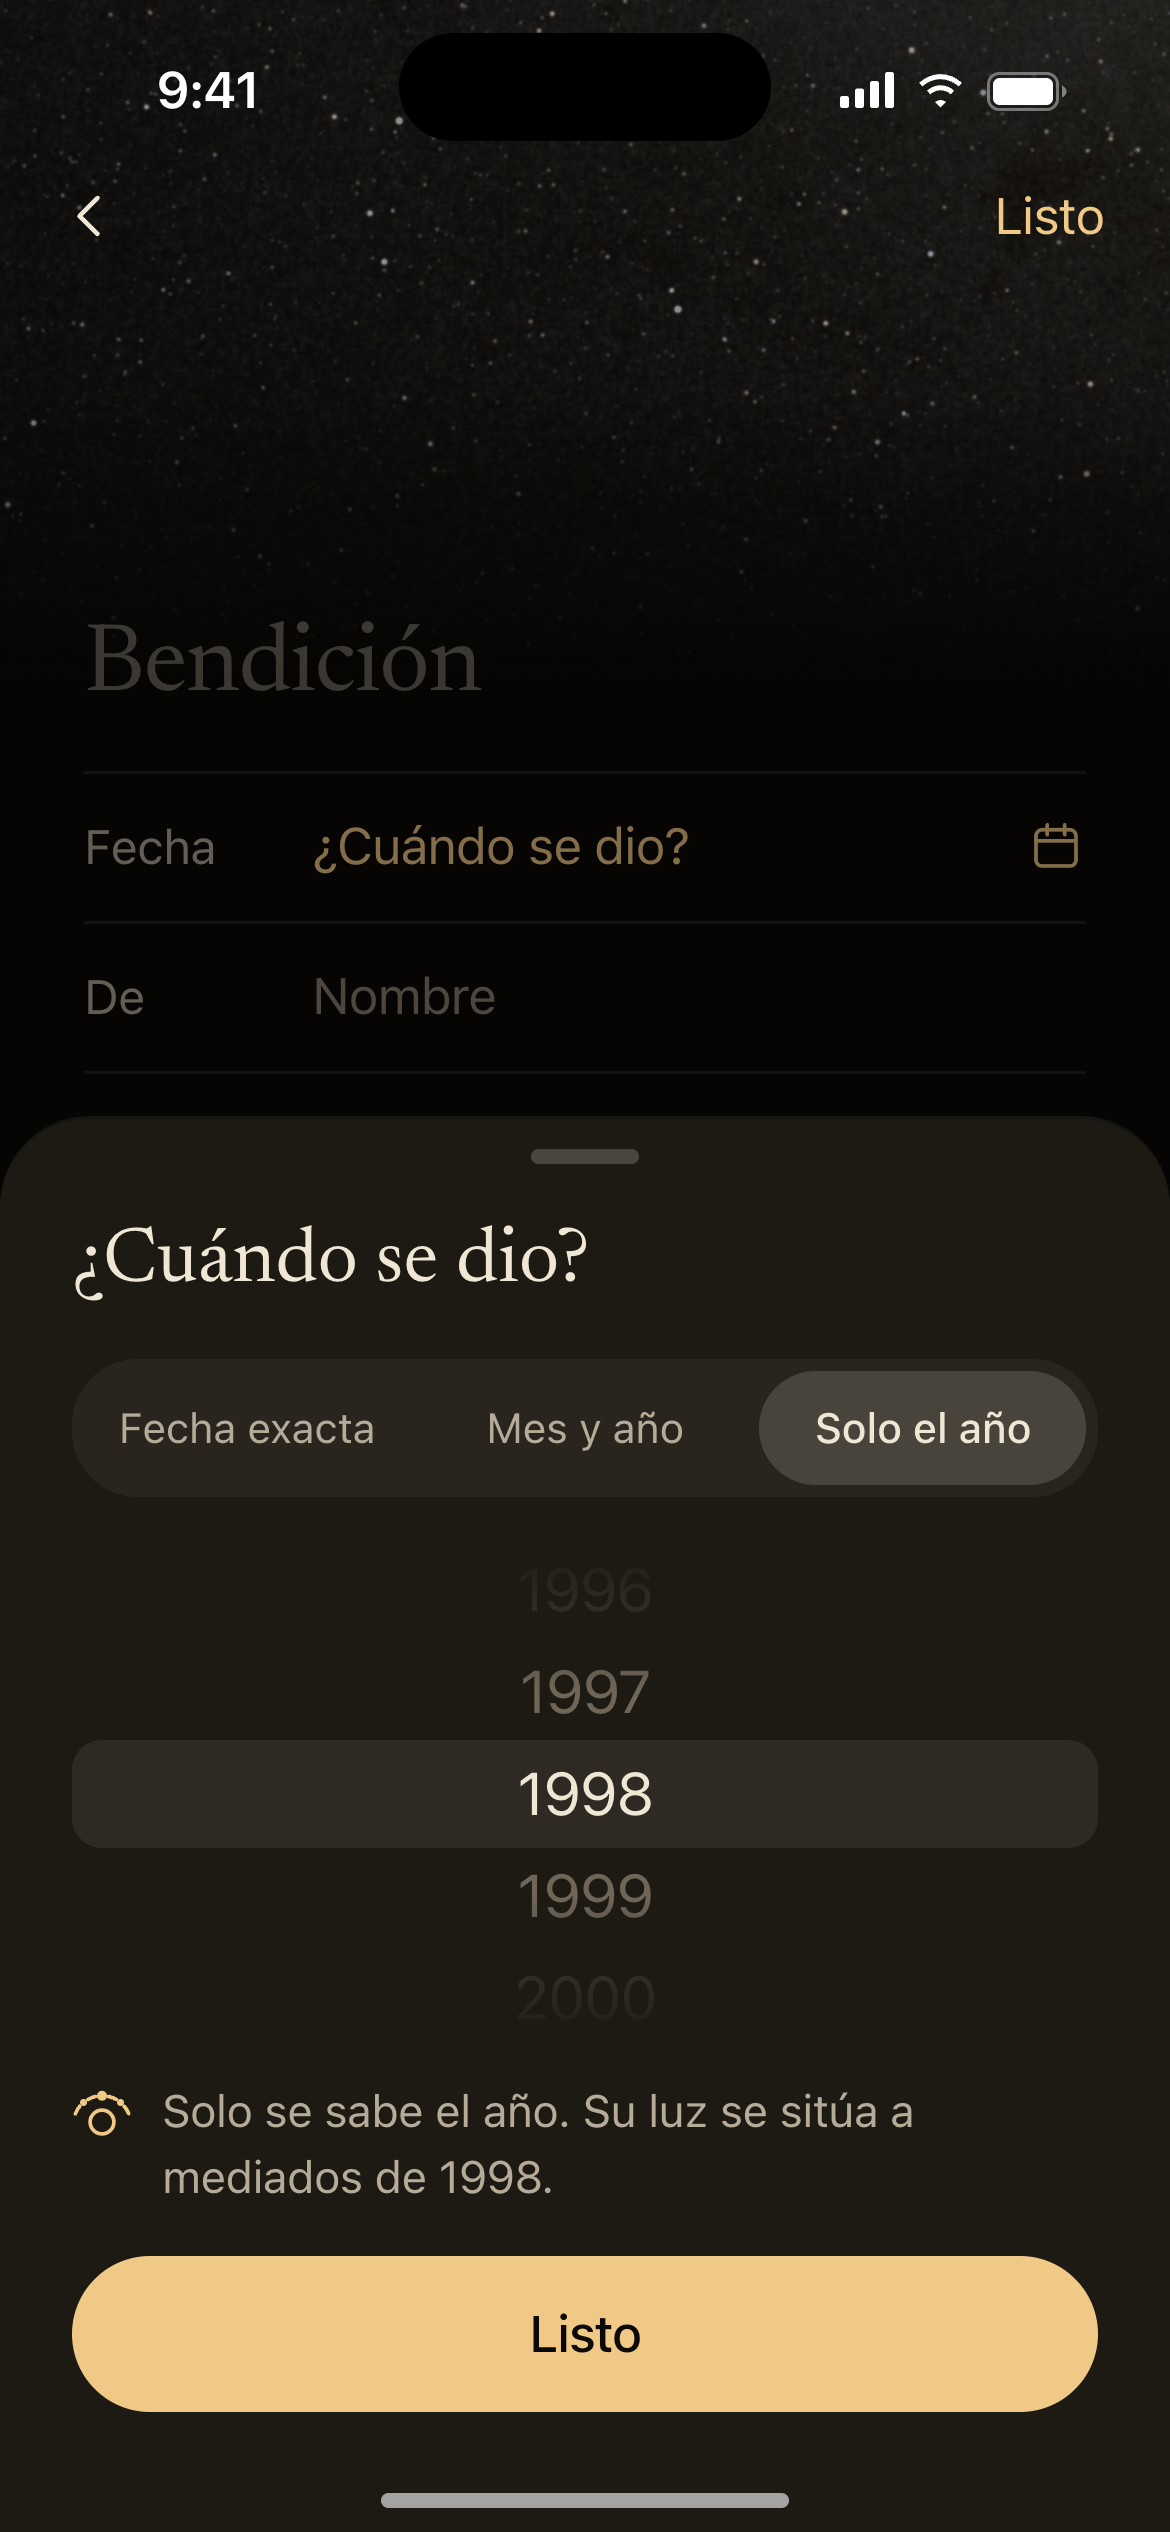 9:41
Listo
Bendición
Fecha ¿Cuándo se dio?
De Nombre
¿Cuándo se dio?
Fecha exacta Mes y año Solo el año
1996
1997
1998
1999
2000
Solo se sabe el año. Su luz se sitúa a
mediados de 1998.
Listo